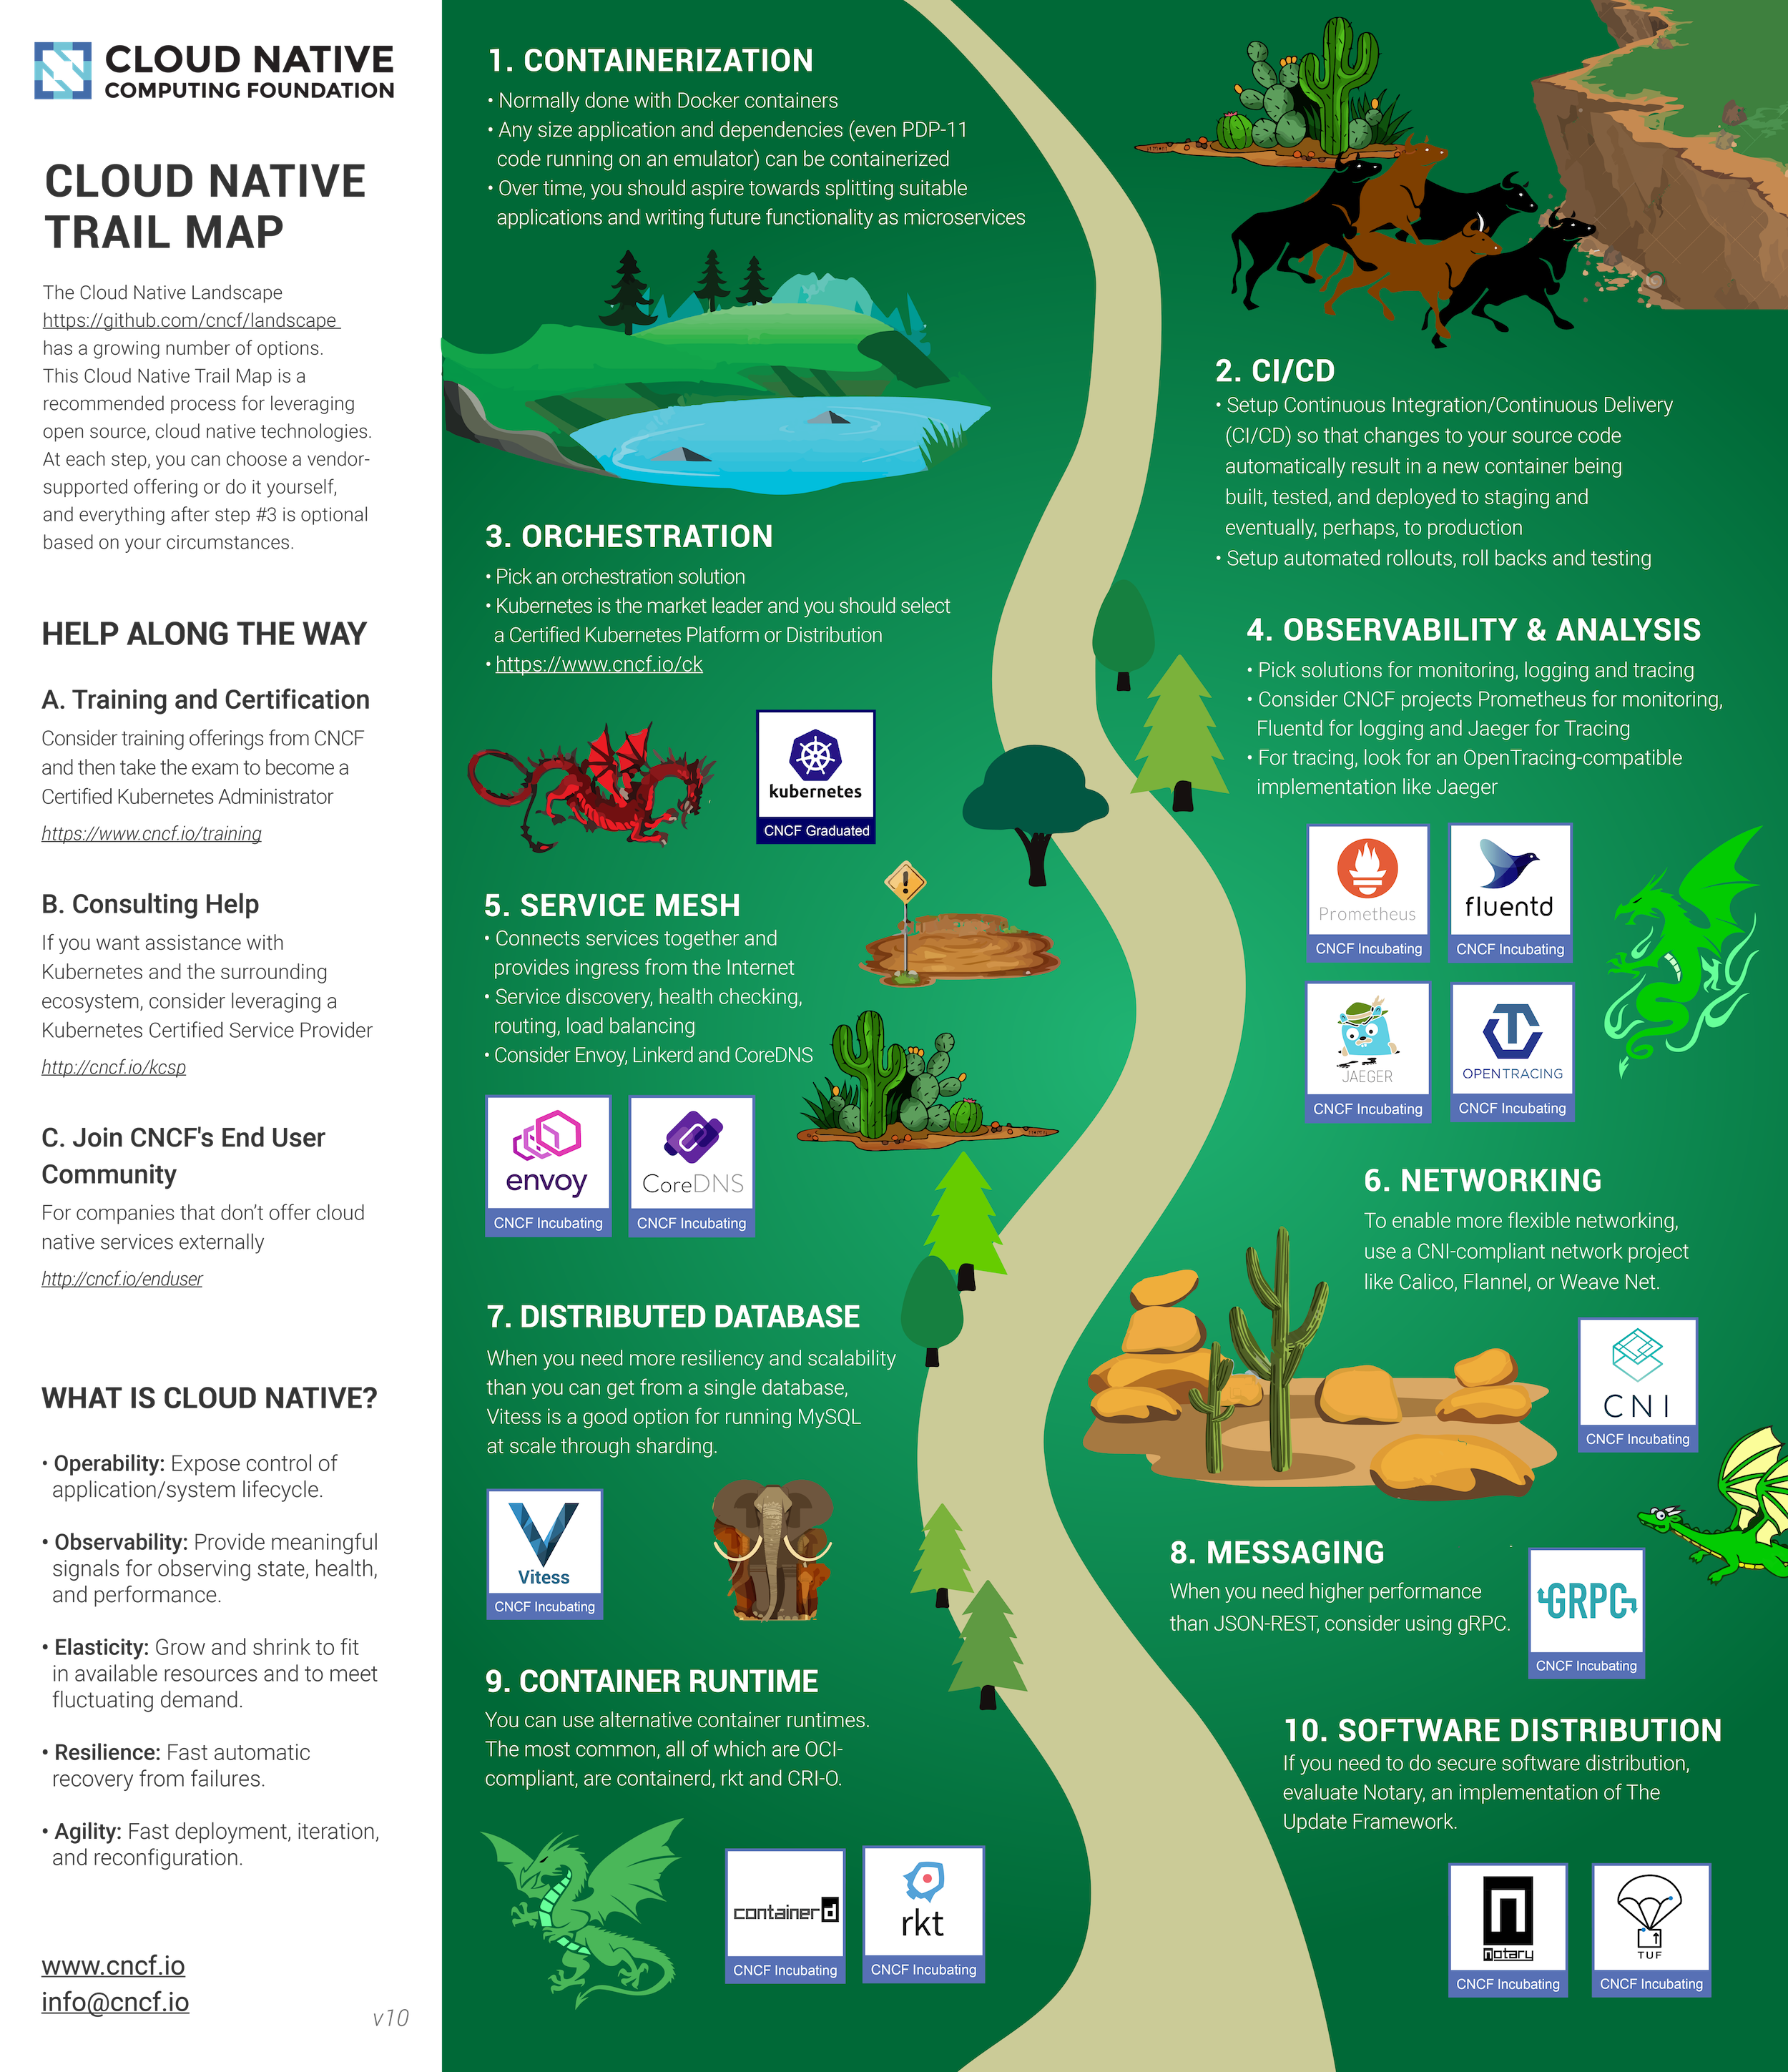 CLOUD NATIVE
COMPUTING FOUNDATION
CLOUD NATIVE
TRAIL MAP
The Cloud Native Landscape
https://github.com/cncf/landscape
has a growing number of options.
This Cloud Native Trail Map is a
recommended process for leveraging
open source, cloud native technologies.
At each step, you can choose a vendor-
supported offering or do it yourself,
and everything after step #3 is optional
based on your circumstances.
HELP ALONG THE WAY
A. Training and Certification
Consider training offerings from CNCF
and then take the exam to become a
Certified Kubernetes Administrator
https://www.cncf.io/training
B. Consulting Help
If you want assistance with
Kubernetes and the surrounding
ecosystem, consider leveraging a
Kubernetes Certified Service Provider
http://cncf.io/kcsp
C. Join CNCF's End User
Community
For companies that don’t offer cloud
native services externally
http://cncf.io/enduser
WHAT IS CLOUD NATIVE?
• Operability: Expose control of
application/system lifecycle.
• Observability: Provide meaningful
signals for observing state, health,
and performance.
• Elasticity: Grow and shrink to fit
in available resources and to meet
fluctuating demand.
• Resilience: Fast automatic
recovery from failures.
• Agility: Fast deployment, iteration,
and reconfiguration.
www.cncf.io
info@cncf.io
v10
1. CONTAINERIZATION
• Normally done with Docker containers
• Any size application and dependencies (even PDP-11
code running on an emulator) can be containerized
• Over time, you should aspire towards splitting suitable
applications and writing future functionality as microservices
2. CI/CD
• Setup Continuous Integration/Continuous Delivery
(CI/CD) so that changes to your source code
automatically result in a new container being
built, tested, and deployed to staging and
eventually, perhaps, to production
• Setup automated rollouts, roll backs and testing
3. ORCHESTRATION
• Pick an orchestration solution
• Kubernetes is the market leader and you should select
a Certified Kubernetes Platform or Distribution
• https://www.cncf.io/ck
kubernetes
CNCF Graduated
4. OBSERVABILITY & ANALYSIS
• Pick solutions for monitoring, logging and tracing
• Consider CNCF projects Prometheus for monitoring,
Fluentd for logging and Jaeger for Tracing
• For tracing, look for an OpenTracing-compatible
implementation like Jaeger
Prometheus
CNCF Incubating
fluentd
CNCF Incubating
JAEGER
CNCF Incubating
OPENTRACING
CNCF Incubating
5. SERVICE MESH
• Connects services together and
provides ingress from the Internet
• Service discovery, health checking,
routing, load balancing
• Consider Envoy, Linkerd and CoreDNS
envoy
CNCF Incubating
CoreDNS
CNCF Incubating
6. NETWORKING
To enable more flexible networking,
use a CNI-compliant network project
like Calico, Flannel, or Weave Net.
CNI
CNCF Incubating
7. DISTRIBUTED DATABASE
When you need more resiliency and scalability
than you can get from a single database,
Vitess is a good option for running MySQL
at scale through sharding.
Vitess
CNCF Incubating
8. MESSAGING
When you need higher performance
than JSON-REST, consider using gRPC.
GRPC
CNCF Incubating
9. CONTAINER RUNTIME
You can use alternative container runtimes.
The most common, all of which are OCI-
compliant, are containerd, rkt and CRI-O.
containerd
CNCF Incubating
rkt
CNCF Incubating
10. SOFTWARE DISTRIBUTION
If you need to do secure software distribution,
evaluate Notary, an implementation of The
Update Framework.
notary
CNCF Incubating
TUF
CNCF Incubating